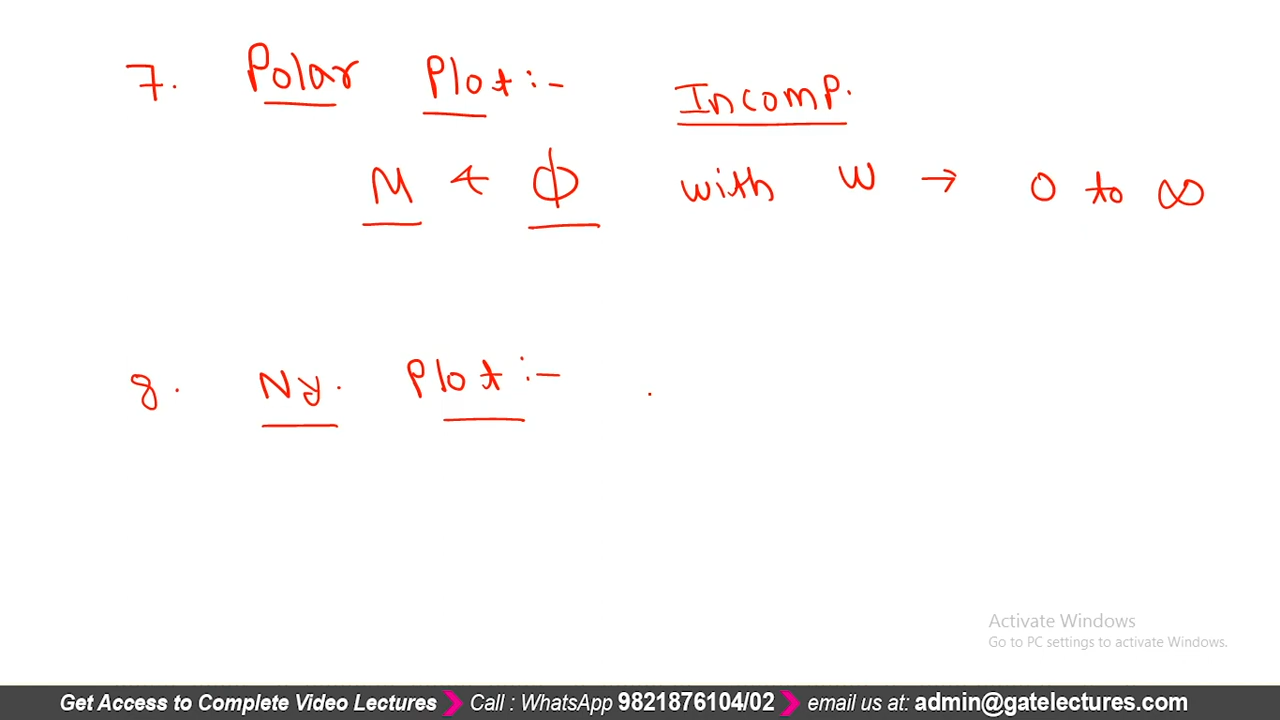 7. Polar Plot :- Incomp.
M & ϕ with ω → 0 to ∞
8. Ny. Plot :-
Activate Windows
Go to PC settings to activate Windows.
Get Access to Complete Video Lectures Call : WhatsApp 9821876104/02 email us at: admin@gatelectures.com